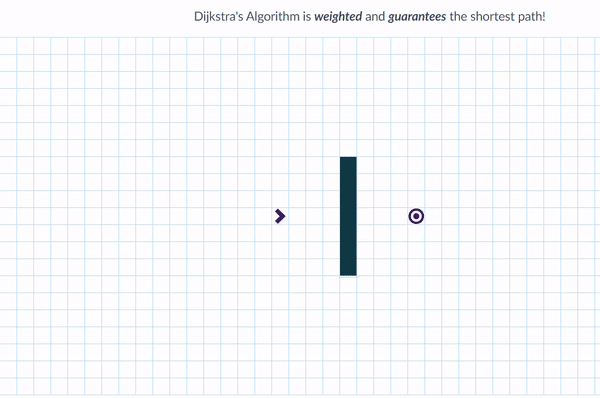 Dijkstra's Algorithm is weighted and guarantees the shortest path!